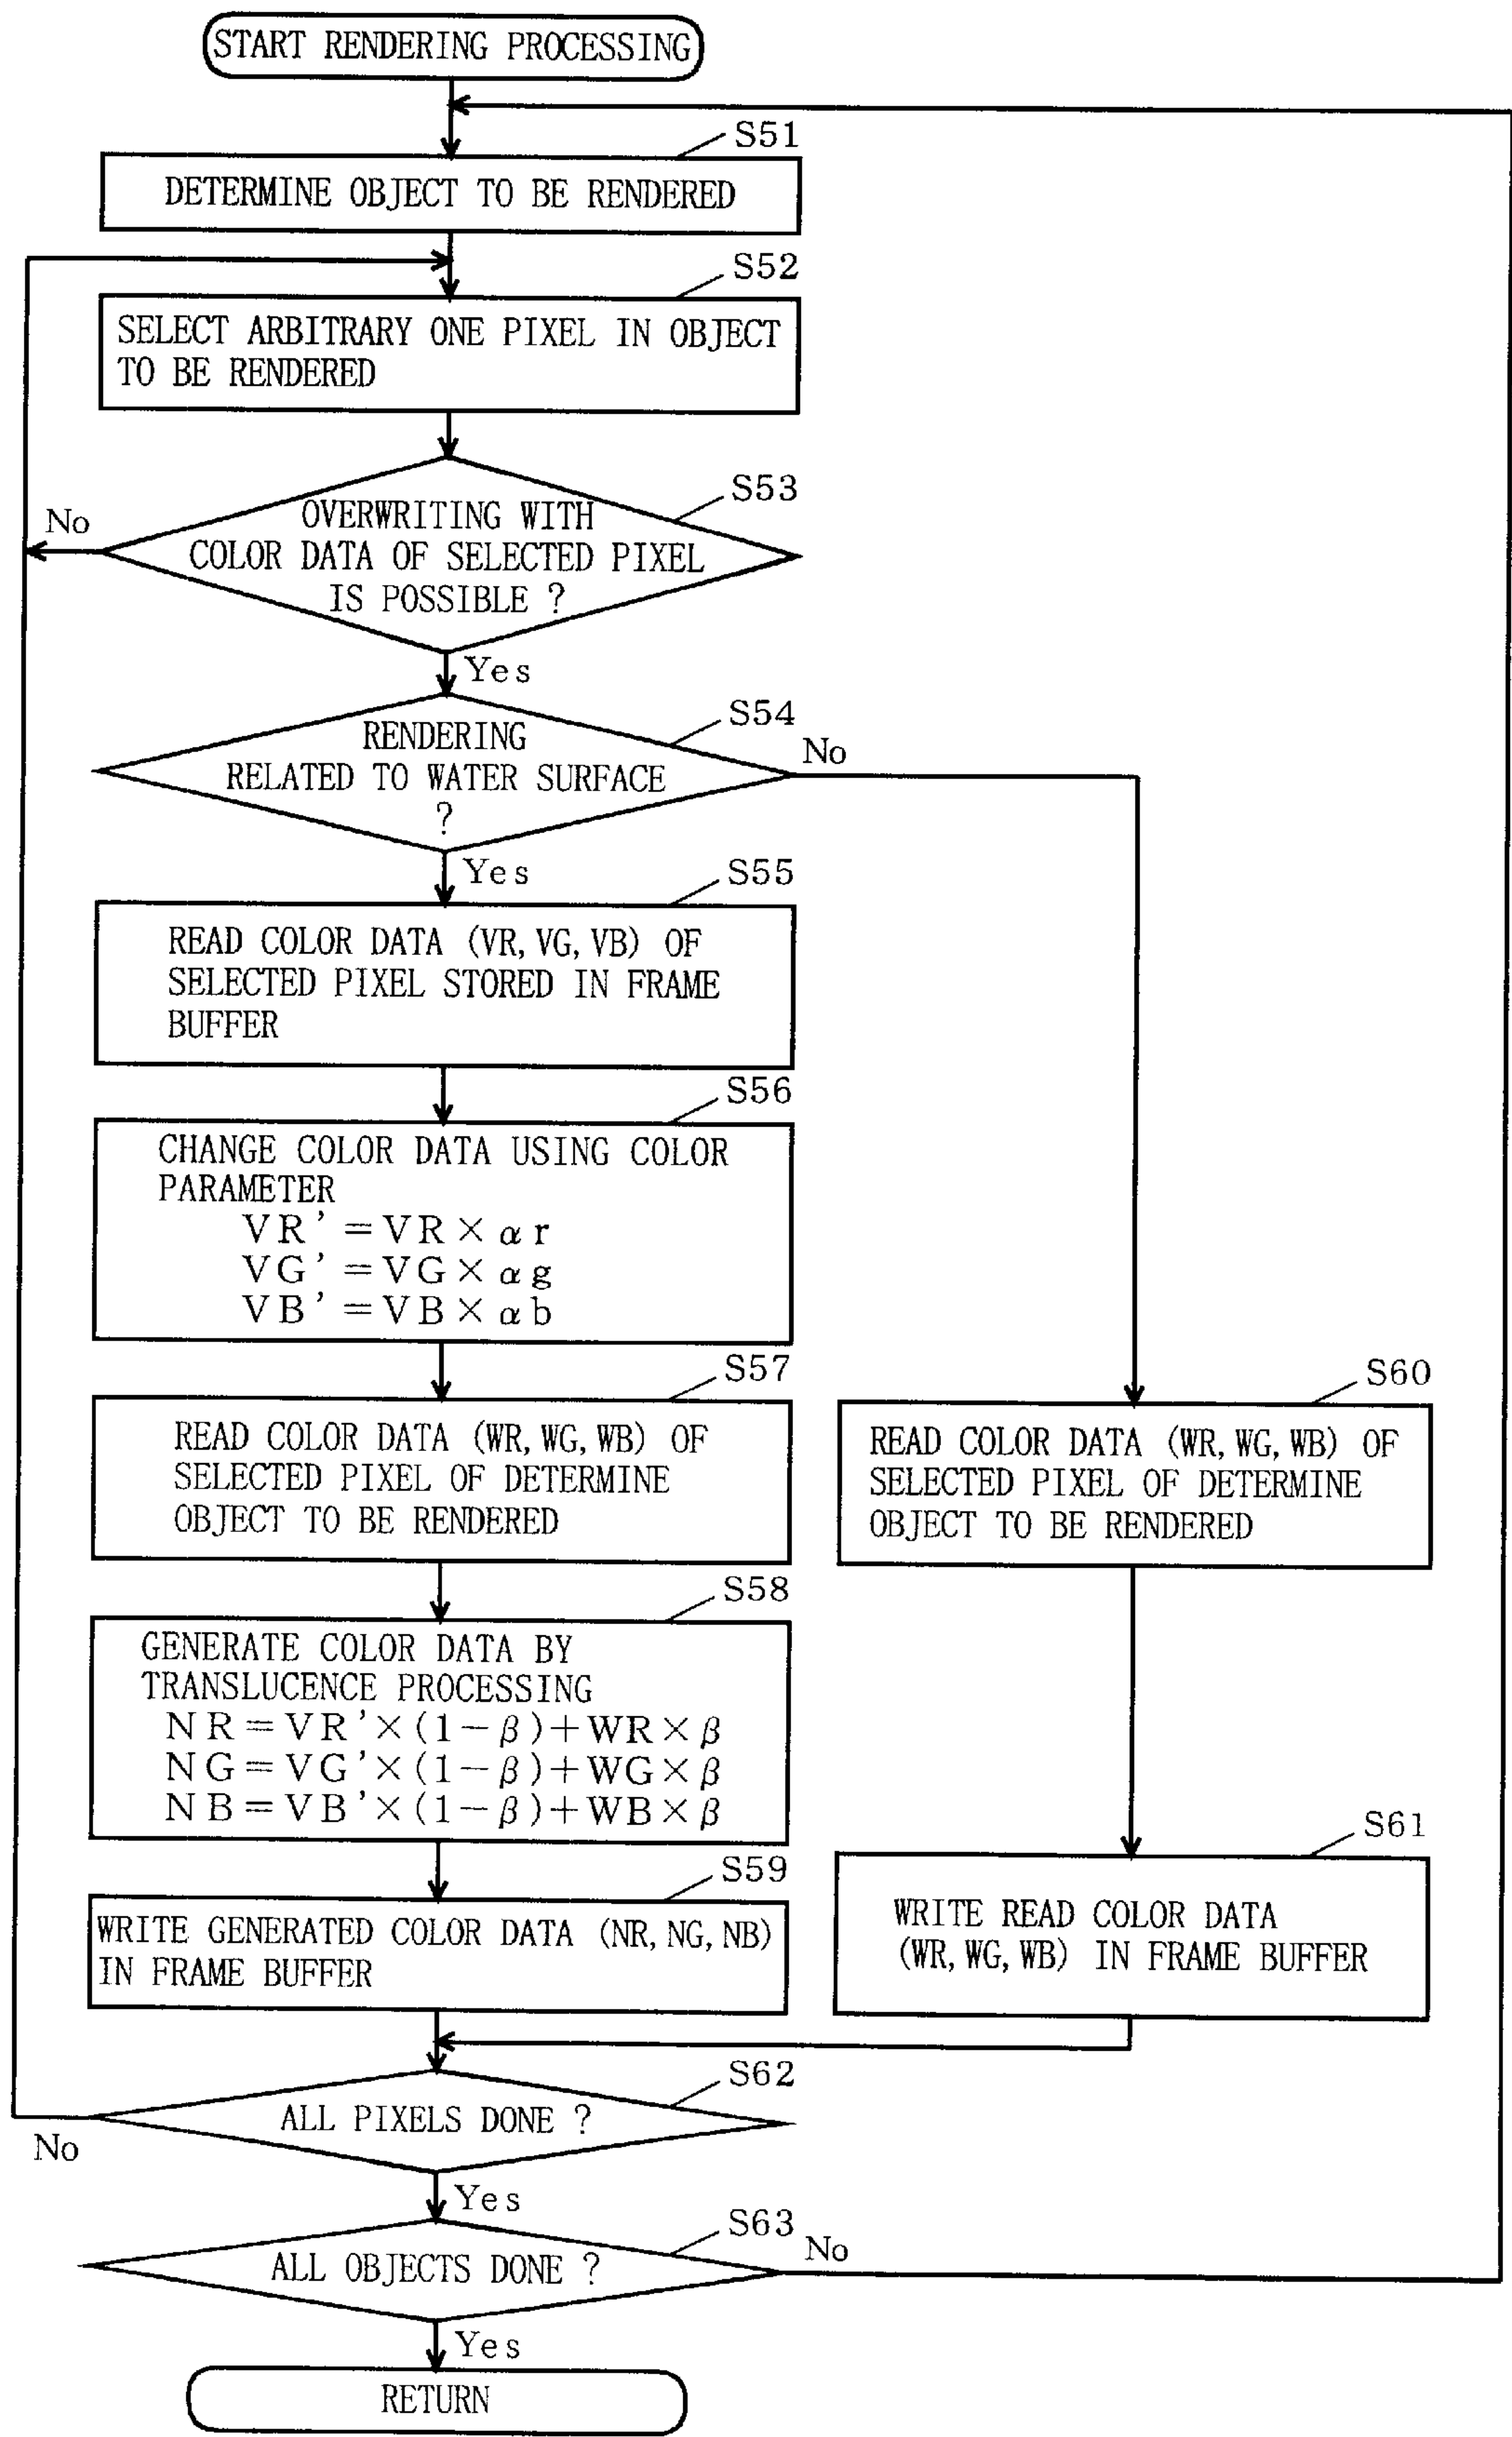 START RENDERING PROCESSING
S51
DETERMINE OBJECT TO BE RENDERED
S52
SELECT ARBITRARY ONE PIXEL IN OBJECT
TO BE RENDERED
S53
OVERWRITING WITH
COLOR DATA OF SELECTED PIXEL
IS POSSIBLE ?
No
Yes
S54
RENDERING
RELATED TO WATER SURFACE
?
No
Yes
S55
READ COLOR DATA (VR, VG, VB) OF
SELECTED PIXEL STORED IN FRAME
BUFFER
S56
CHANGE COLOR DATA USING COLOR
PARAMETER
VR' = VR × αr
VG' = VG × αg
VB' = VB × αb
S57
READ COLOR DATA (WR, WG, WB) OF
SELECTED PIXEL OF DETERMINE
OBJECT TO BE RENDERED
S60
READ COLOR DATA (WR, WG, WB) OF
SELECTED PIXEL OF DETERMINE
OBJECT TO BE RENDERED
S58
GENERATE COLOR DATA BY
TRANSLUCENCE PROCESSING
NR = VR' × (1−β) + WR × β
NG = VG' × (1−β) + WG × β
NB = VB' × (1−β) + WB × β
S59
WRITE GENERATED COLOR DATA (NR, NG, NB)
IN FRAME BUFFER
S61
WRITE READ COLOR DATA
(WR, WG, WB) IN FRAME BUFFER
S62
ALL PIXELS DONE ?
No
Yes
S63
ALL OBJECTS DONE ?
No
Yes
RETURN